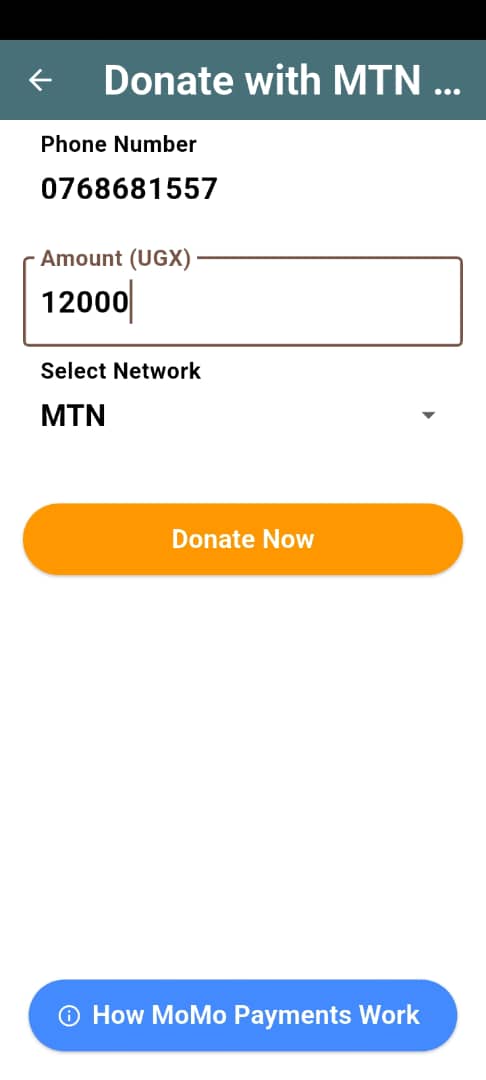 Donate with MTN ...
Phone Number
0768681557
Amount (UGX)
12000
Select Network
MTN
Donate Now
How MoMo Payments Work